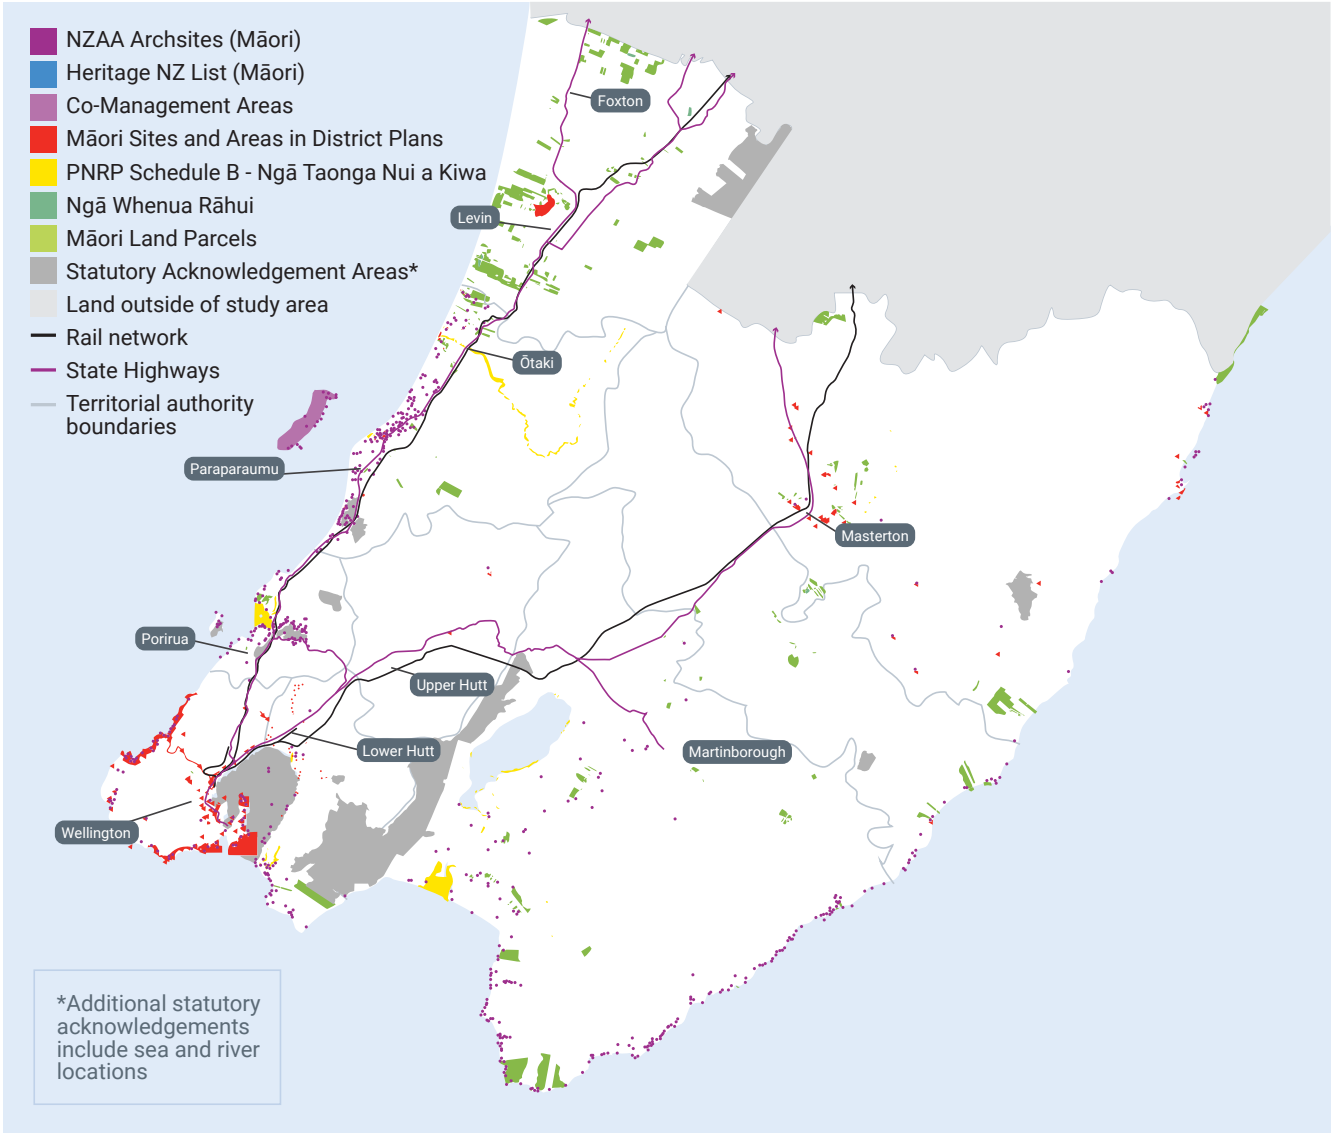 NZAA Archsites (Māori)
Heritage NZ List (Māori)
Co-Management Areas
Māori Sites and Areas in District Plans
PNRP Schedule B - Ngā Taonga Nui a Kiwa
Ngā Whenua Rāhui
Māori Land Parcels
Statutory Acknowledgement Areas*
Land outside of study area
Rail network
State Highways
Territorial authority
boundaries
Foxton
Levin
Ōtaki
Paraparaumu
Masterton
Porirua
Upper Hutt
Lower Hutt
Martinborough
Wellington
*Additional statutory
acknowledgements
include sea and river
locations